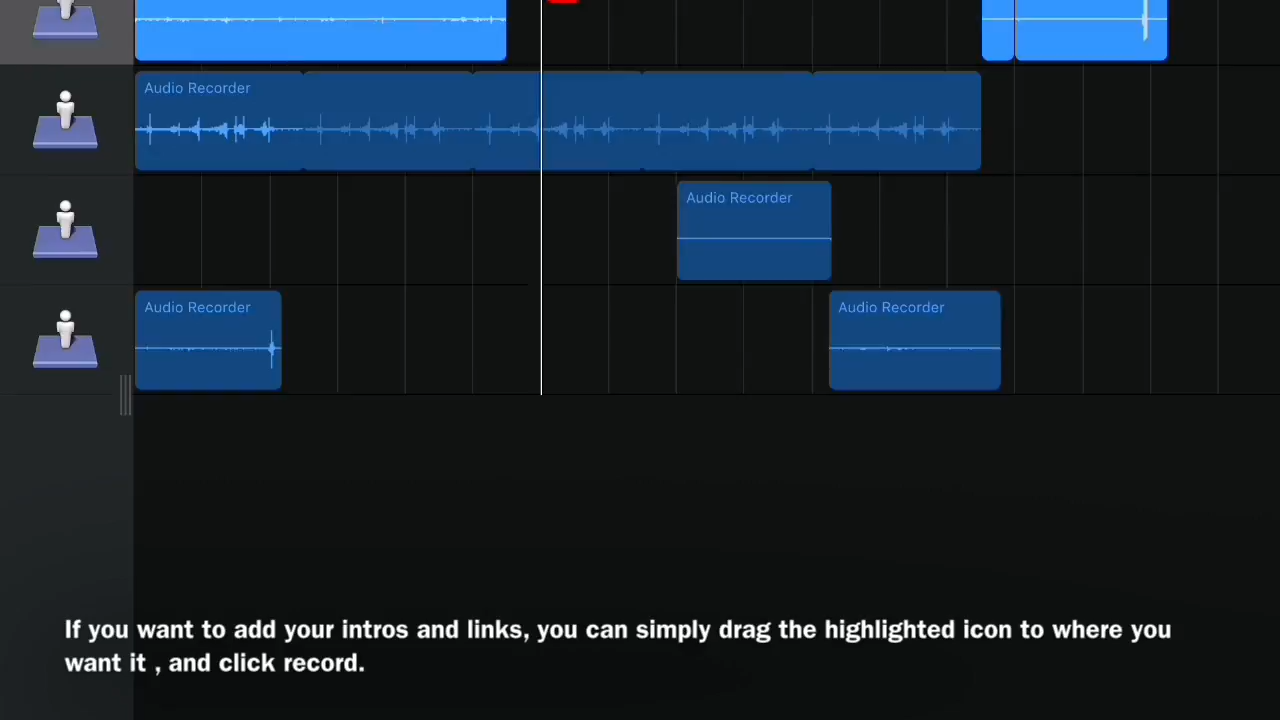 Audio Recorder
Audio Recorder
Audio Recorder
Audio Recorder
If you want to add your intros and links, you can simply drag the highlighted icon to where you
want it , and click record.